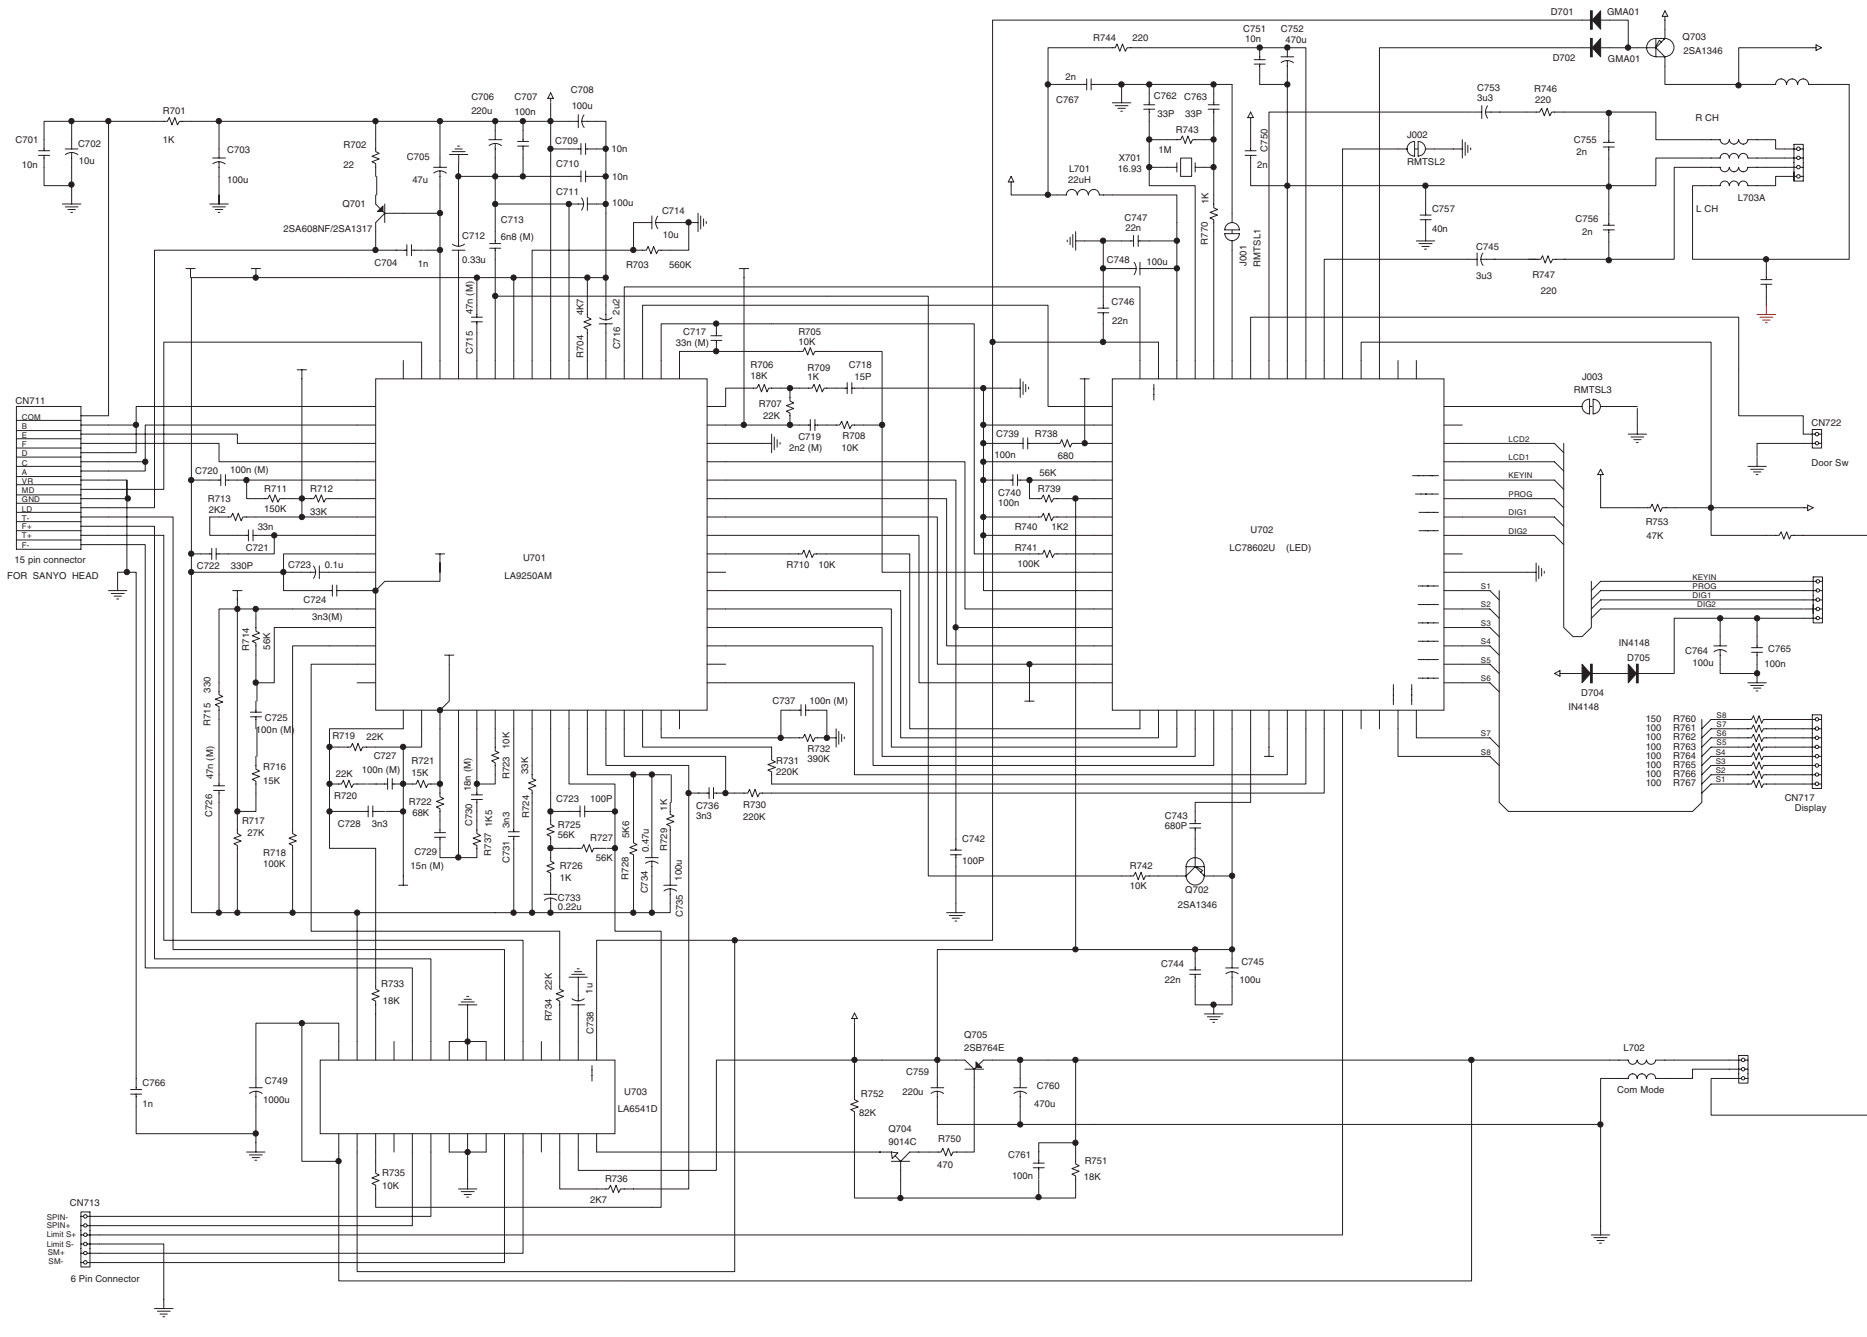 D701 GMA01
D702 GMA01
Q703
2SA1346
R744 220
C751
10n
C752
470u
2n
C767
C762
33P
C763
33P
R743
1M
X701
16.93
C750
2n
C753
3u3
R746
220
J002
RMTSL2
C755
2n
R CH
L CH
L703A
C757
40n
C756
2n
C745
3u3
R747
220
L701
22uH
R770 1K
J001
RMTSL1
C747
22n
C748 100u
C746
22n
C701
10n
C702
10u
R701
1K
C703
100u
R702
22
C705
47u
C706
220u
C707
100n
C708
100u
C709
10n
C710
10n
C711
100u
Q701
2SA608NF/2SA1317
C704 1n
C712
0.33u
C713
6n8 (M)
C714
10u
R703 560K
C715 47n (M)
R704 4K7
C716 2u2
C717
33n (M)
R705
10K
R706
18K
R709
1K
C718
15P
R707
22K
C719
2n2 (M)
R708
10K
C739
100n
R738
680
56K
C740
100n
R739
R740 1K2
R741
100K
R710 10K
U701
LA9250AM
U702
LC78602U (LED)
J003
RMTSL3
CN722
Door Sw
LCD2
LCD1
KEYIN
PROG
DIG1
DIG2
R753
47K
KEYIN
PROG
DIG1
DIG2
S1
S2
S3
S4
S5
S6
S7
S8
IN4148
D705
D704
IN4148
C764
100u
C765
100n
150 R760 S8
100 R761 S7
100 R762 S6
100 R763 S5
100 R764 S4
100 R765 S3
100 R766 S2
100 R767 S1
CN717
Display
CN711
COM
B
E
F
D
C
A
VR
MD
GND
LD
T-
F+
T+
F-
15 pin connector
FOR SANYO HEAD
C720 100n (M)
R713
2K2
R711
150K
R712
33K
33n
C721
C722 330P
C723 0.1u
C724
3n3(M)
R714 56K
R715 330
C725
100n (M)
C726 47n (M)
R716
15K
R717
27K
R718
100K
R719 22K
C727
100n (M)
22K
R720
R721
15K
R722
68K
C728 3n3
C729
15n (M)
C730 18n (M)
R737 1K5
R723 10K
C731 3n3
R724 33K
C723 100P
R725
56K
R727
56K
R726
1K
C733
0.22u
R728 5K6
C734 0.47u
R729 1K
C735 100u
C736
3n3
R730
220K
R731
220K
C737 100n (M)
R732
390K
C742
100P
C743
680P
R742
10K
Q702
2SA1346
C744
22n
C745
100u
R733
18K
R734 22K
C738 1u
U703
LA6541D
C766
1n
C749
1000u
R735
10K
R736
2K7
Q705
2SB764E
C759
220u
C760
470u
R752
82K
Q704
9014C
R750
470
C761
100n
R751
18K
L702
Com Mode
CN713
SPIN-
SPIN+
Limit S+
Limit S-
SM+
SM-
6 Pin Connector